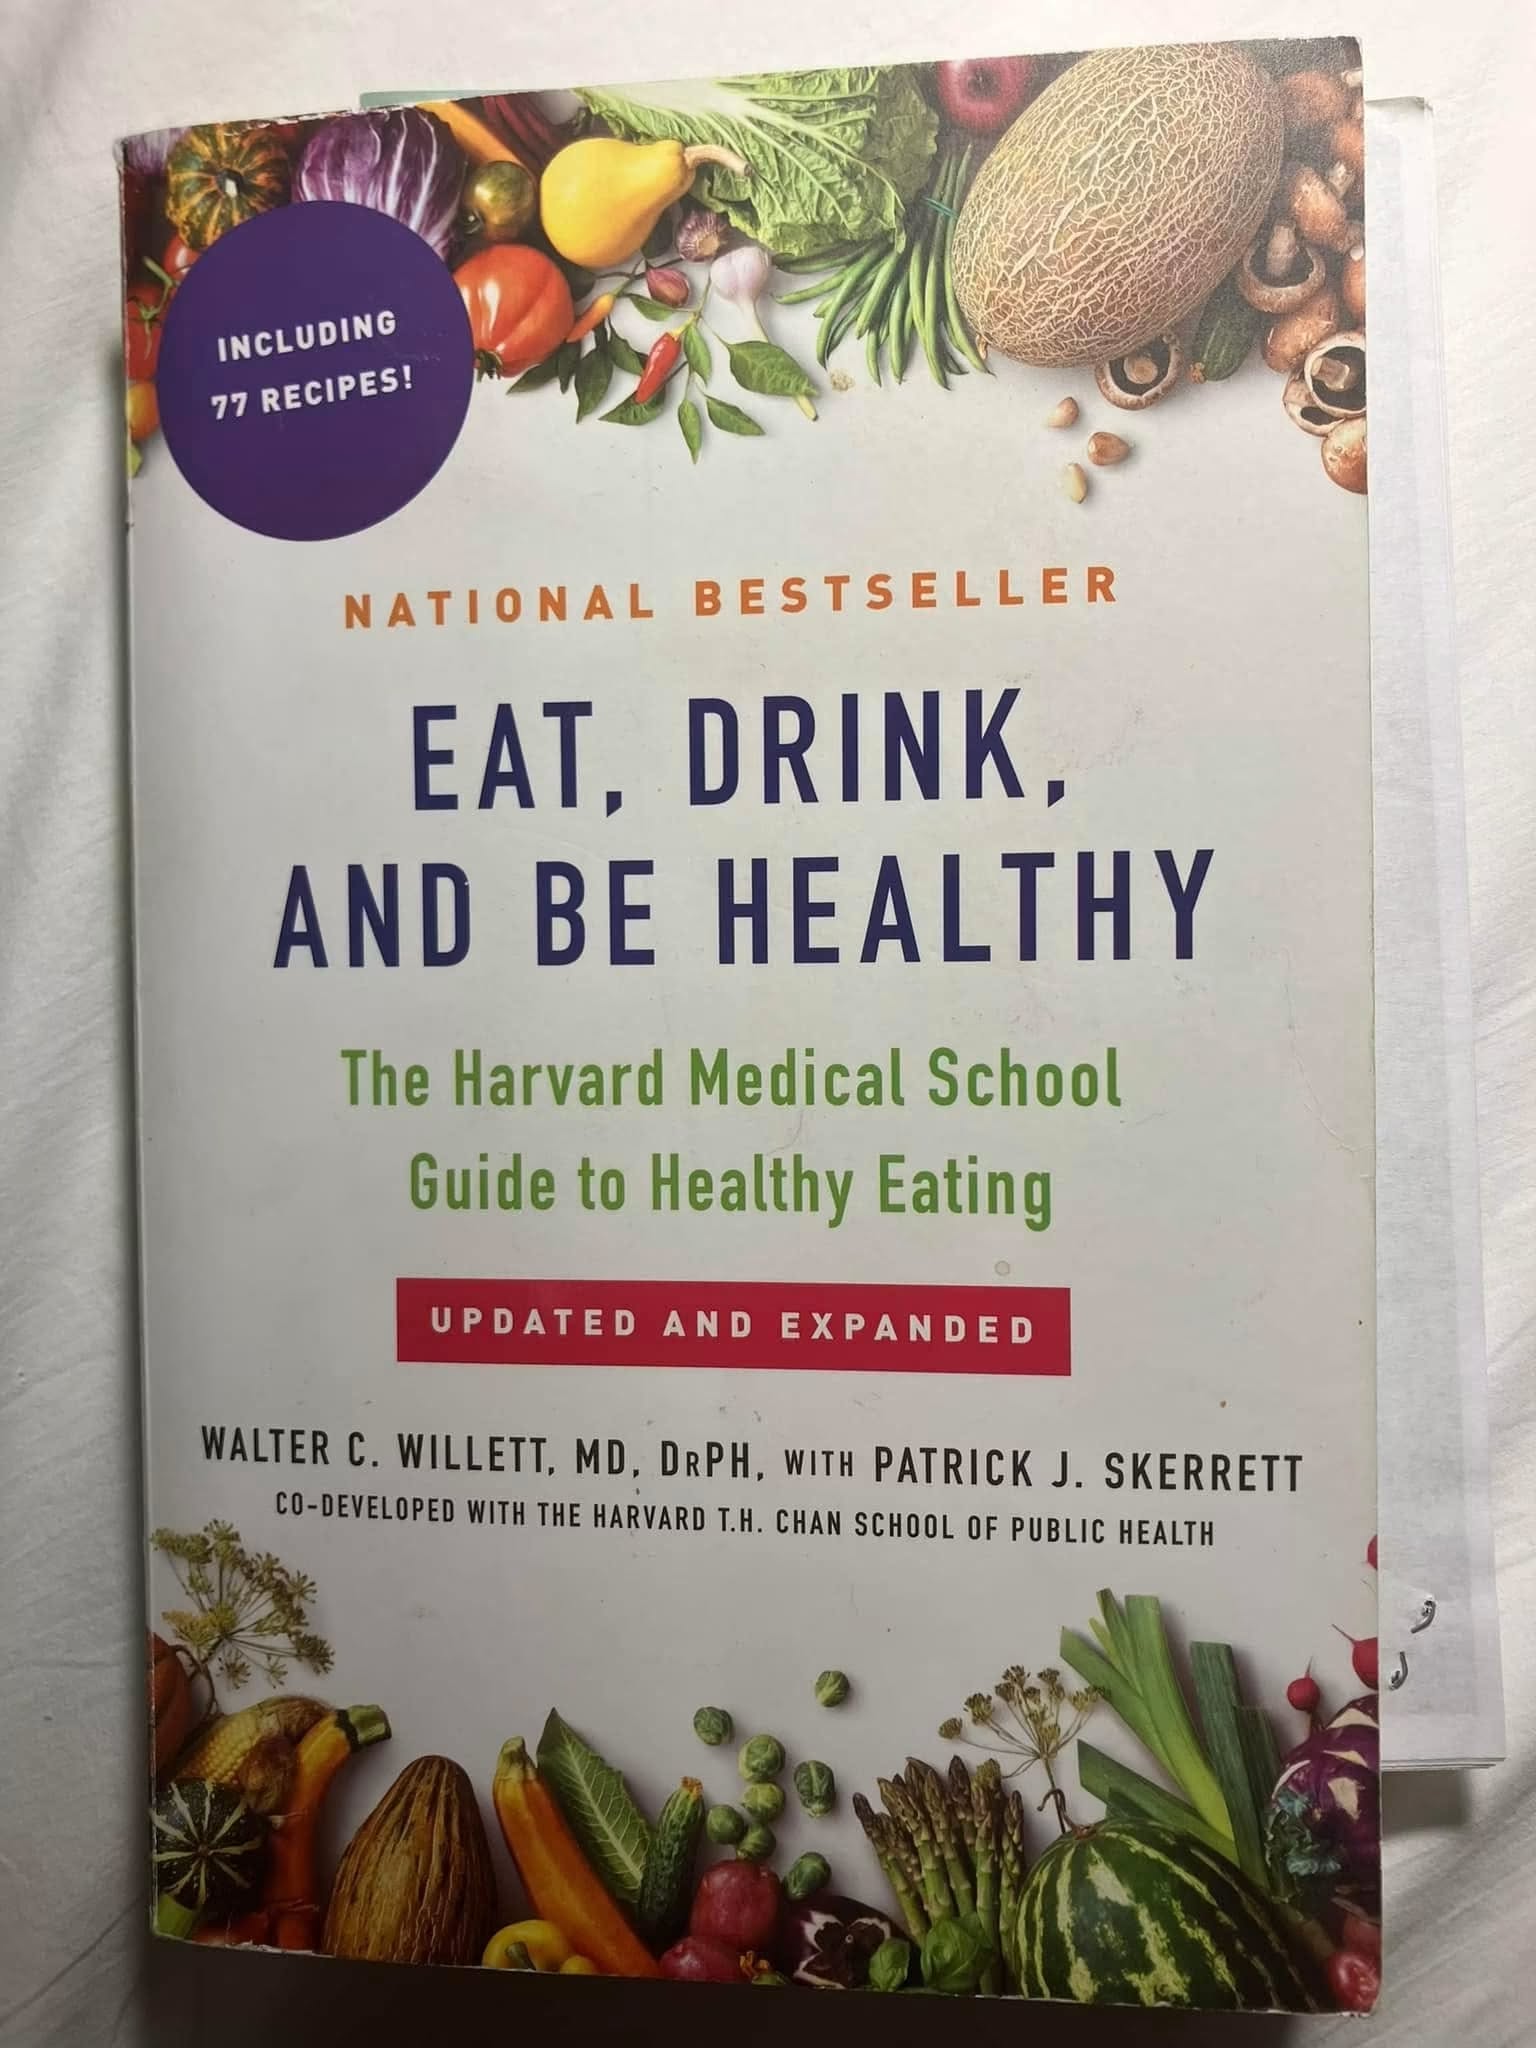 INCLUDING
77 RECIPES!
NATIONAL BESTSELLER
EAT, DRINK,
AND BE HEALTHY
The Harvard Medical School
Guide to Healthy Eating
UPDATED AND EXPANDED
WALTER C. WILLETT, MD, DrPH, WITH PATRICK J. SKERRETT
CO-DEVELOPED WITH THE HARVARD T.H. CHAN SCHOOL OF PUBLIC HEALTH